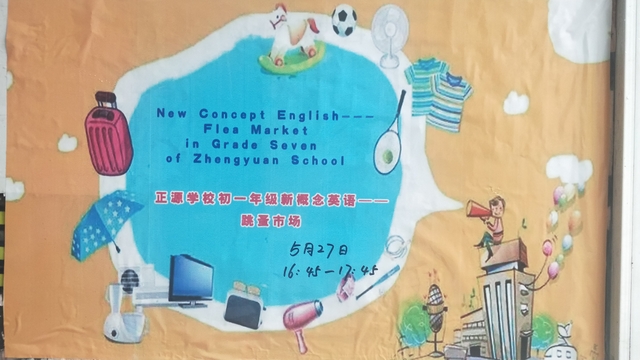 New Concept English---
Flea Market
in Grade Seven
of Zhengyuan School
正源学校初一年级新概念英语——
跳蚤市场
5月27日
16:45—17:45